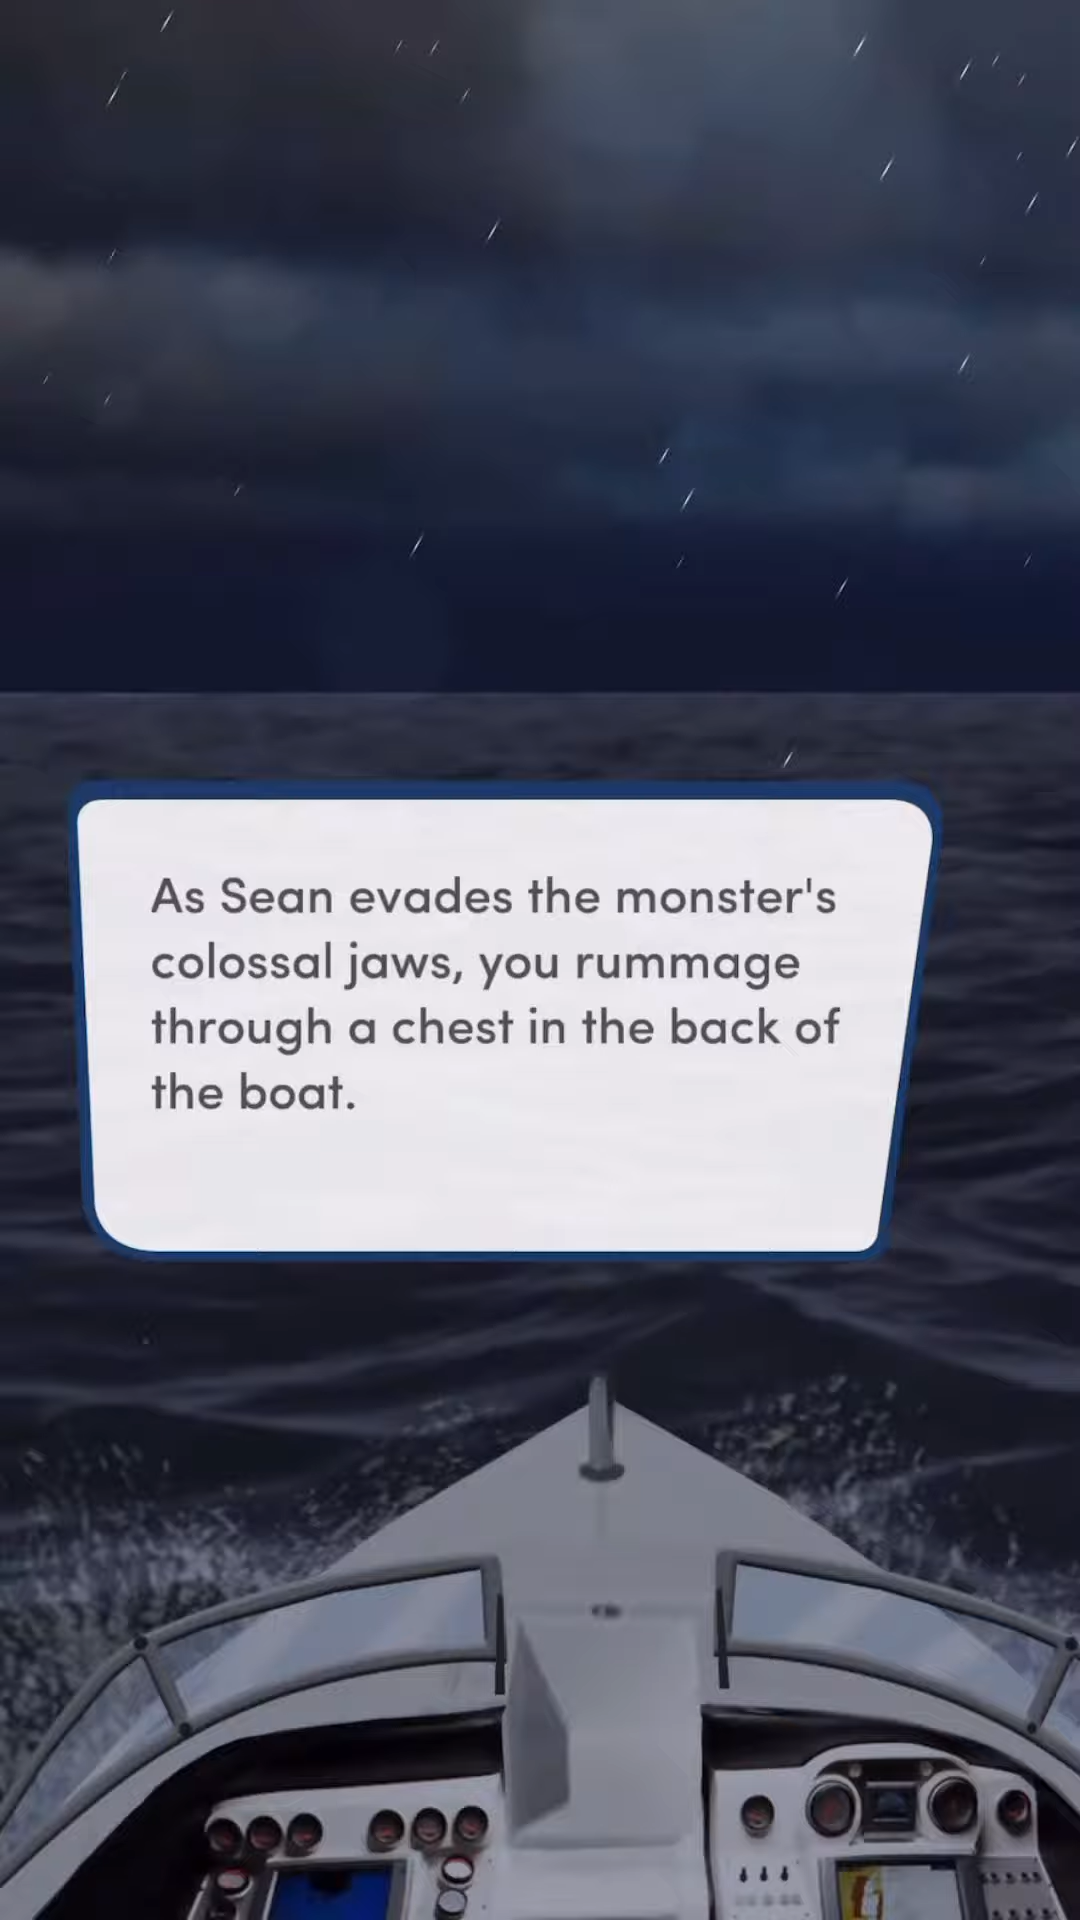 As Sean evades the monster's
colossal jaws, you rummage
through a chest in the back of
the boat.